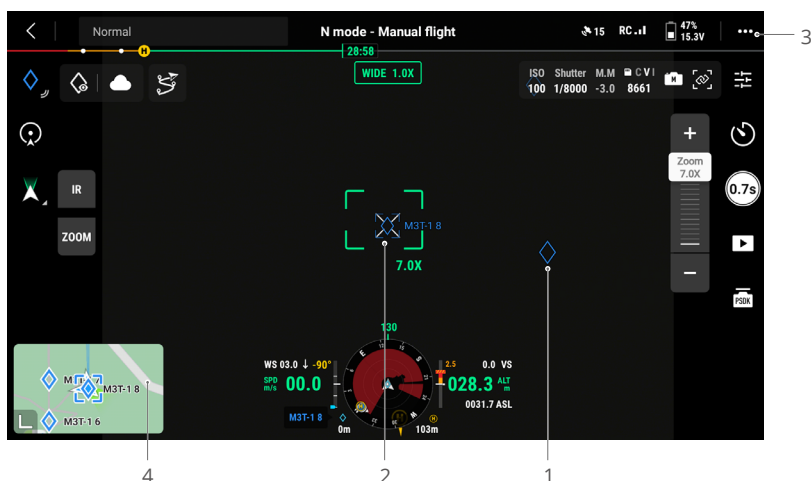 Normal
N mode - Manual flight
15
RC
47%
15.3V
3
H
28:58
WIDE 1.0X
ISO Shutter M.M C V I
100 1/8000 -3.0 8661
M
Zoom
7.0X
IR
0.7s
ZOOM
M3T-1 8
7.0X
PSDK
130
WS 03.0 ↓ -90°
2.5
0.0 VS
SPD
m/s
00.0
028.3
ALT
m
0031.7 ASL
E
S
W
M3T-1 8
0m
H
103m
M3T-1 8
M3T-1 6
4
2
1